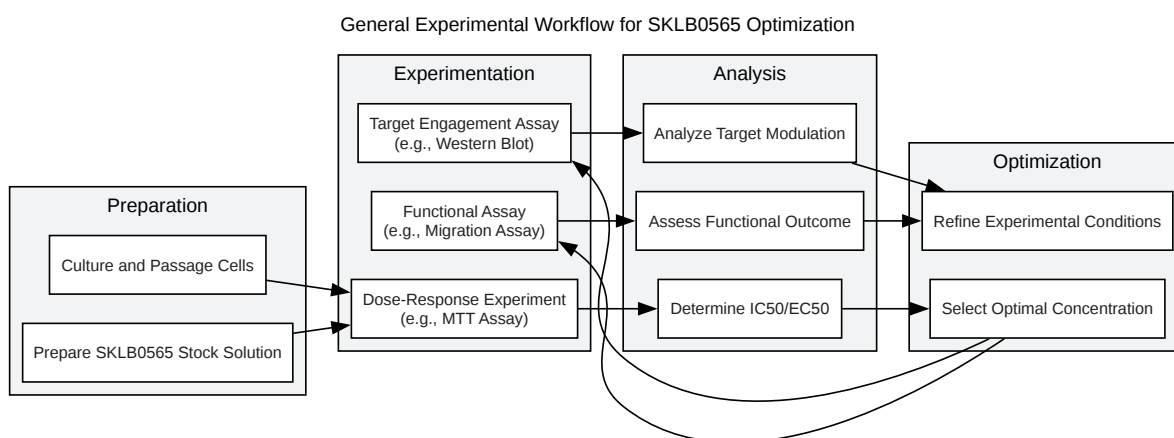 General Experimental Workflow for SKLB0565 Optimization
Preparation
Culture and Passage Cells
Prepare SKLB0565 Stock Solution
Experimentation
Target Engagement Assay
(e.g., Western Blot)
Functional Assay
(e.g., Migration Assay)
Dose-Response Experiment
(e.g., MTT Assay)
Analysis
Analyze Target Modulation
Assess Functional Outcome
Determine IC50/EC50
Optimization
Refine Experimental Conditions
Select Optimal Concentration